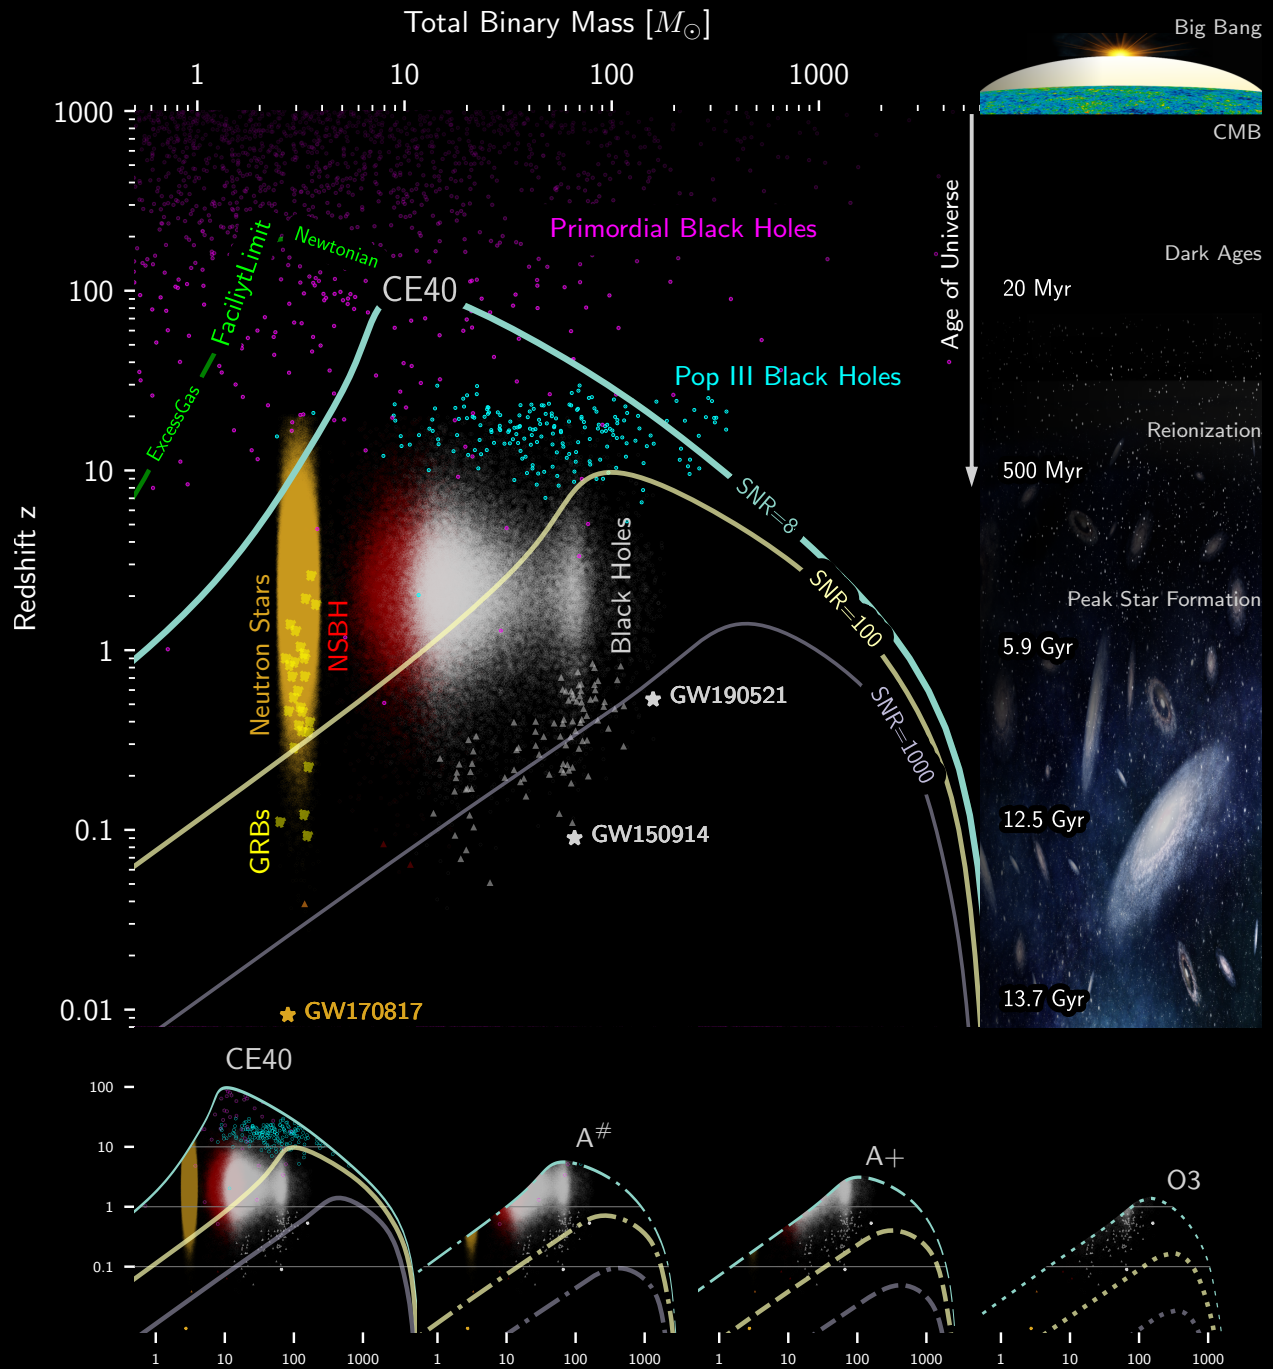 Total Binary Mass [M☉]
Big Bang
1 10 100 1000
1000
CMB
Age of Universe
Primordial Black Holes
FaciliytLimit
Newtonian
Dark Ages
CE40
100
20 Myr
Pop III Black Holes
ExcessGas
Reionization
10
500 Myr
SNR=8
Redshift z
Neutron Stars
NSBH
Black Holes
SNR=100
Peak Star Formation
1
5.9 Gyr
GW190521
SNR=1000
GRBs
0.1
GW150914
12.5 Gyr
0.01
GW170817
13.7 Gyr
CE40
A#
A+
O3
100
10
1
0.1
1 10 100 1000 1 10 100 1000 1 10 100 1000 1 10 100 1000